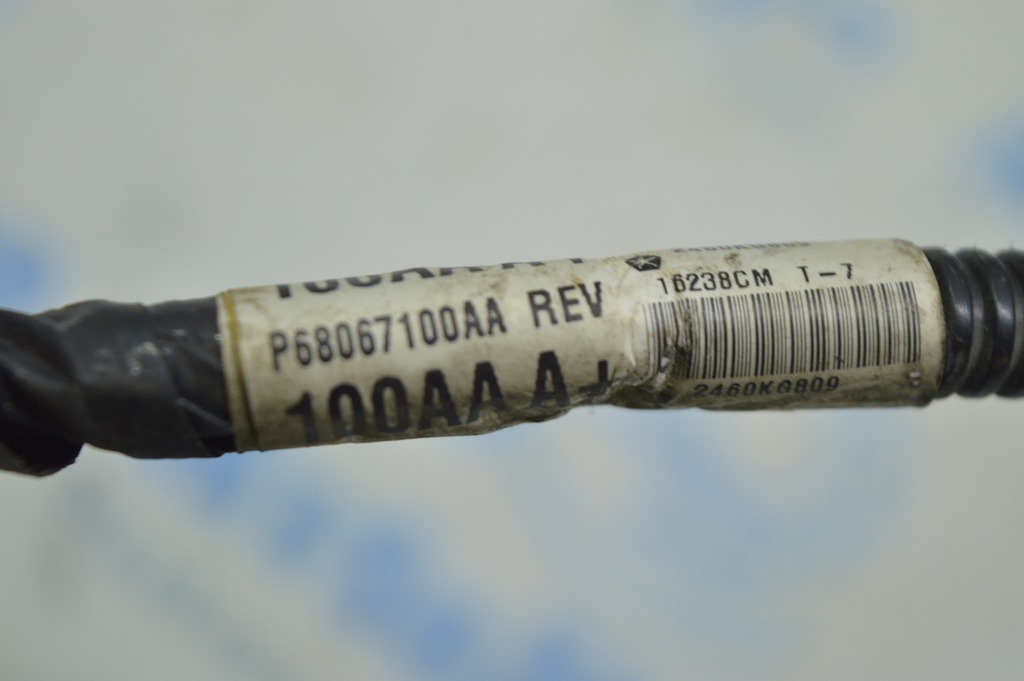 P68067100AA REV
100AA A
16238CM T-7
2460KG809